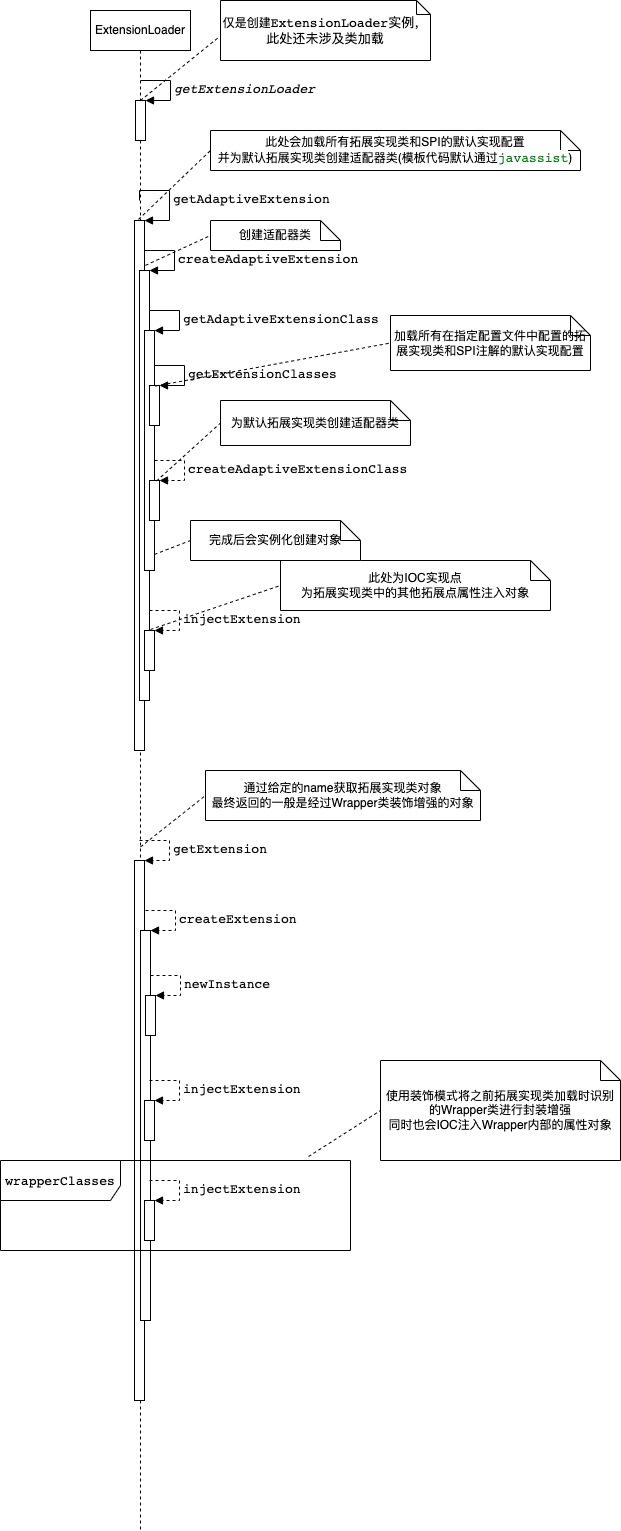 ExtensionLoader
仅是创建ExtensionLoader实例,
此处还未涉及类加载
getExtensionLoader
此处会加载所有拓展实现类和SPI的默认实现配置
并为默认拓展实现类创建适配器类(模板代码默认通过javassist)
getAdaptiveExtension
创建适配器类
createAdaptiveExtension
getAdaptiveExtensionClass
加载所有在指定配置文件中配置的拓
展实现类和SPI注解的默认实现配置
getExtensionClasses
为默认拓展实现类创建适配器类
createAdaptiveExtensionClass
完成后会实例化创建对象
此处为IOC实现点
为拓展实现类中的其他拓展点属性注入对象
injectExtension
通过给定的name获取拓展实现类对象
最终返回的一般是经过Wrapper类装饰增强的对象
getExtension
createExtension
newInstance
injectExtension
使用装饰模式将之前拓展实现类加载时识别
的Wrapper类进行封装增强
同时也会IOC注入Wrapper内部的属性对象
wrapperClasses
injectExtension